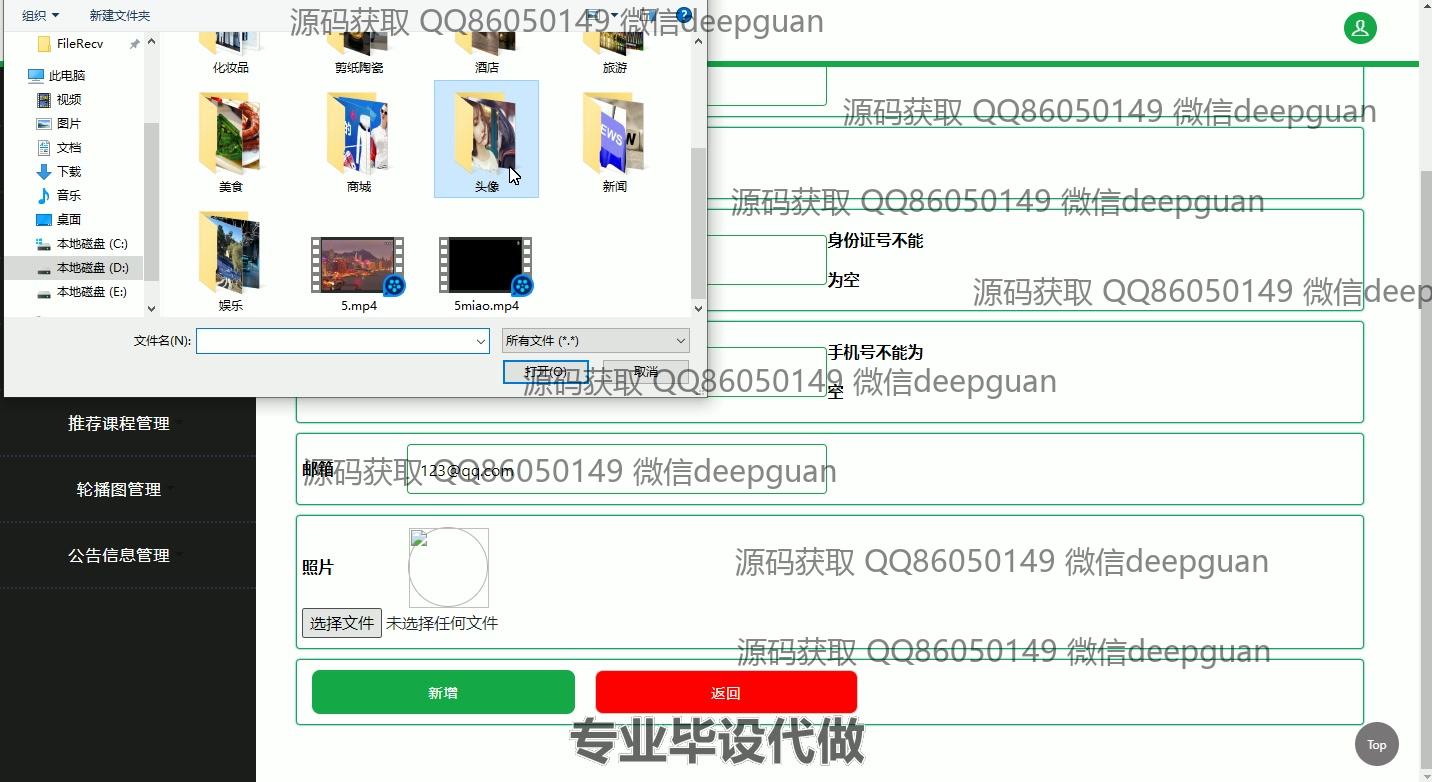 组织 新建文件夹
源码获取 QQ86050149 微信deepguan
FileRecv
此电脑
视频
图片
文档
下载
音乐
桌面
本地磁盘 (C:)
本地磁盘 (D:)
本地磁盘 (E:)
化妆品 剪纸陶瓷 酒店 旅游
美食 商城 头像 新闻
娱乐 5.mp4 5miao.mp4
文件名(N): 所有文件 (*.*)
打开(O) 取消
源码获取 QQ86050149 微信deepguan
源码获取 QQ86050149 微信deepguan
身份证号不能
为空
源码获取 QQ86050149 微信deep
手机号不能为
空
源码获取 QQ86050149 微信deepguan
推荐课程管理
轮播图管理
公告信息管理
邮箱 123@qq.com
源码获取 QQ86050149 微信deepguan
照片
源码获取 QQ86050149 微信deepguan
选择文件 未选择任何文件
源码获取 QQ86050149 微信deepguan
新增 返回
专业毕设代做
Top